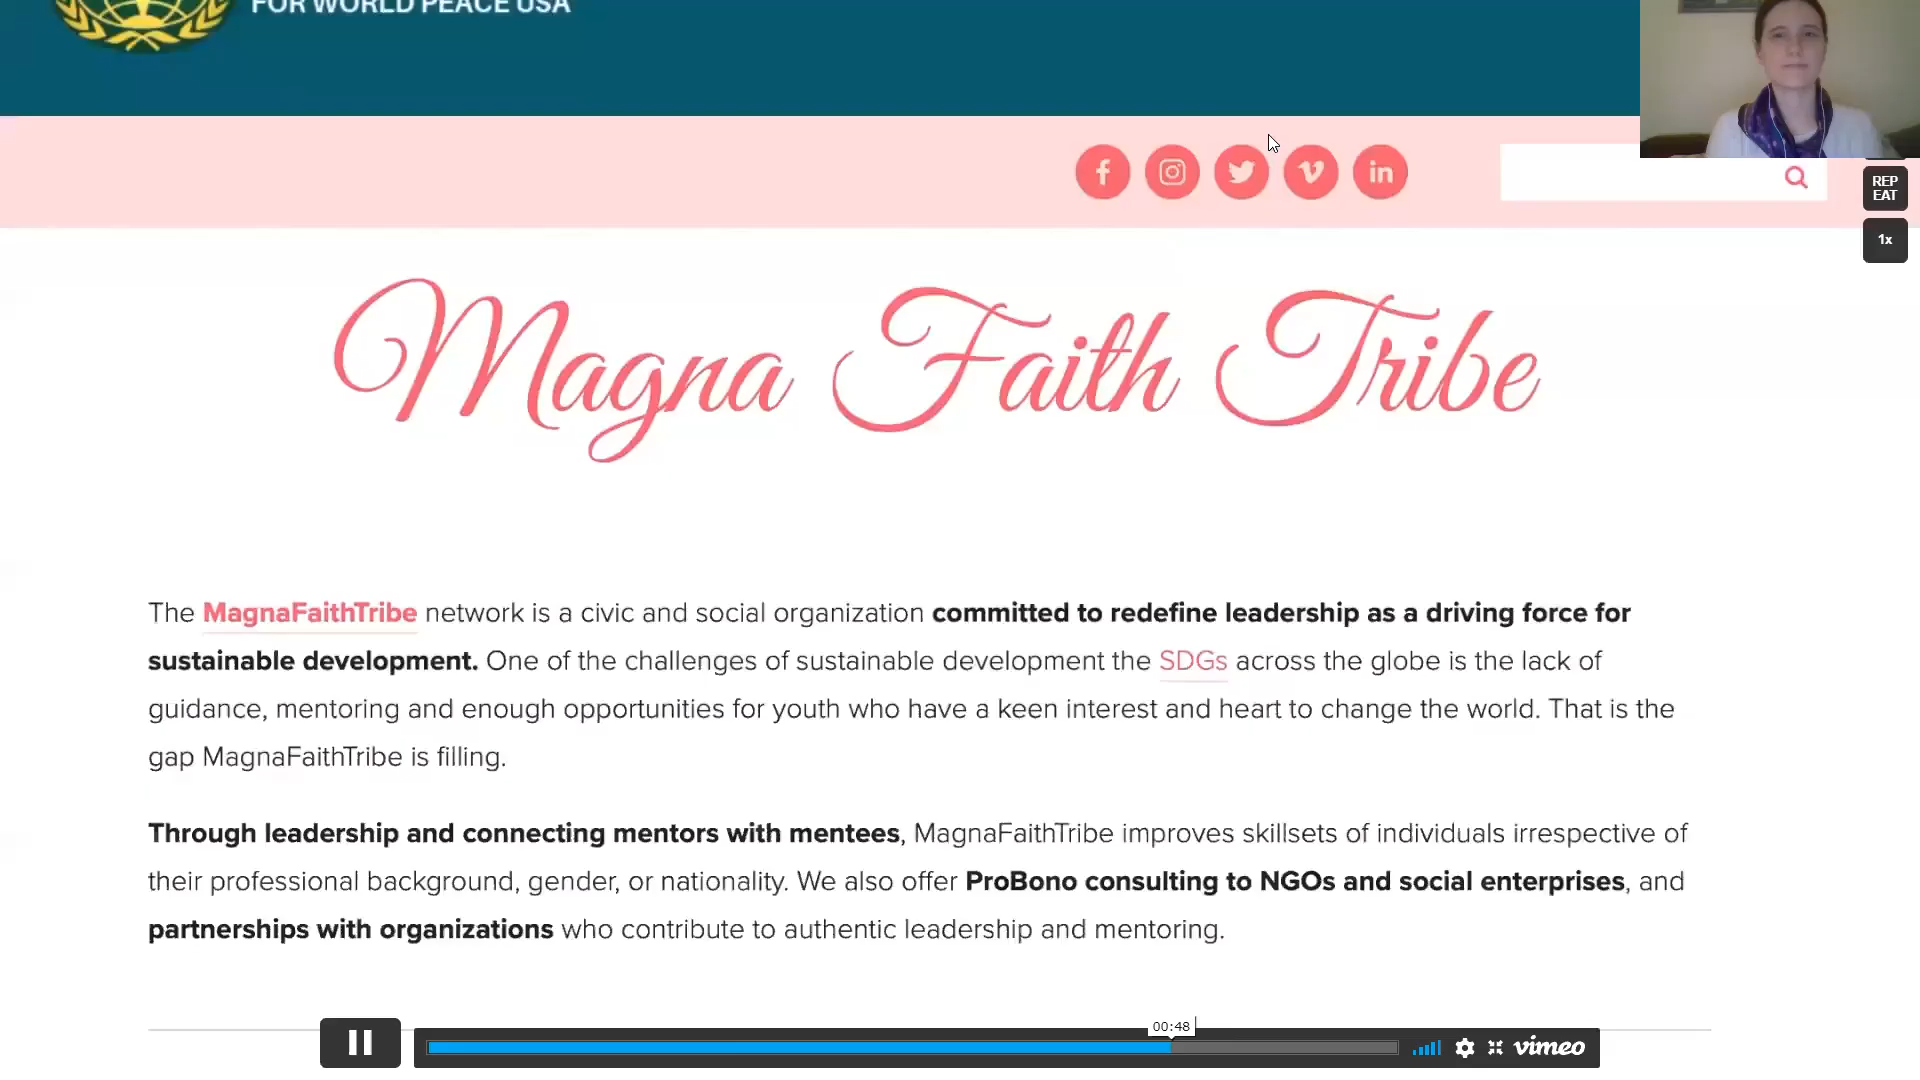 FOR WORLD PEACE USA
REP
EAT
1x
Magna Faith Tribe
The MagnaFaithTribe network is a civic and social organization committed to redefine leadership as a driving force for
sustainable development. One of the challenges of sustainable development the SDGs across the globe is the lack of
guidance, mentoring and enough opportunities for youth who have a keen interest and heart to change the world. That is the
gap MagnaFaithTribe is filling.
Through leadership and connecting mentors with mentees, MagnaFaithTribe improves skillsets of individuals irrespective of
their professional background, gender, or nationality. We also offer ProBono consulting to NGOs and social enterprises, and
partnerships with organizations who contribute to authentic leadership and mentoring.
00:48
vimeo